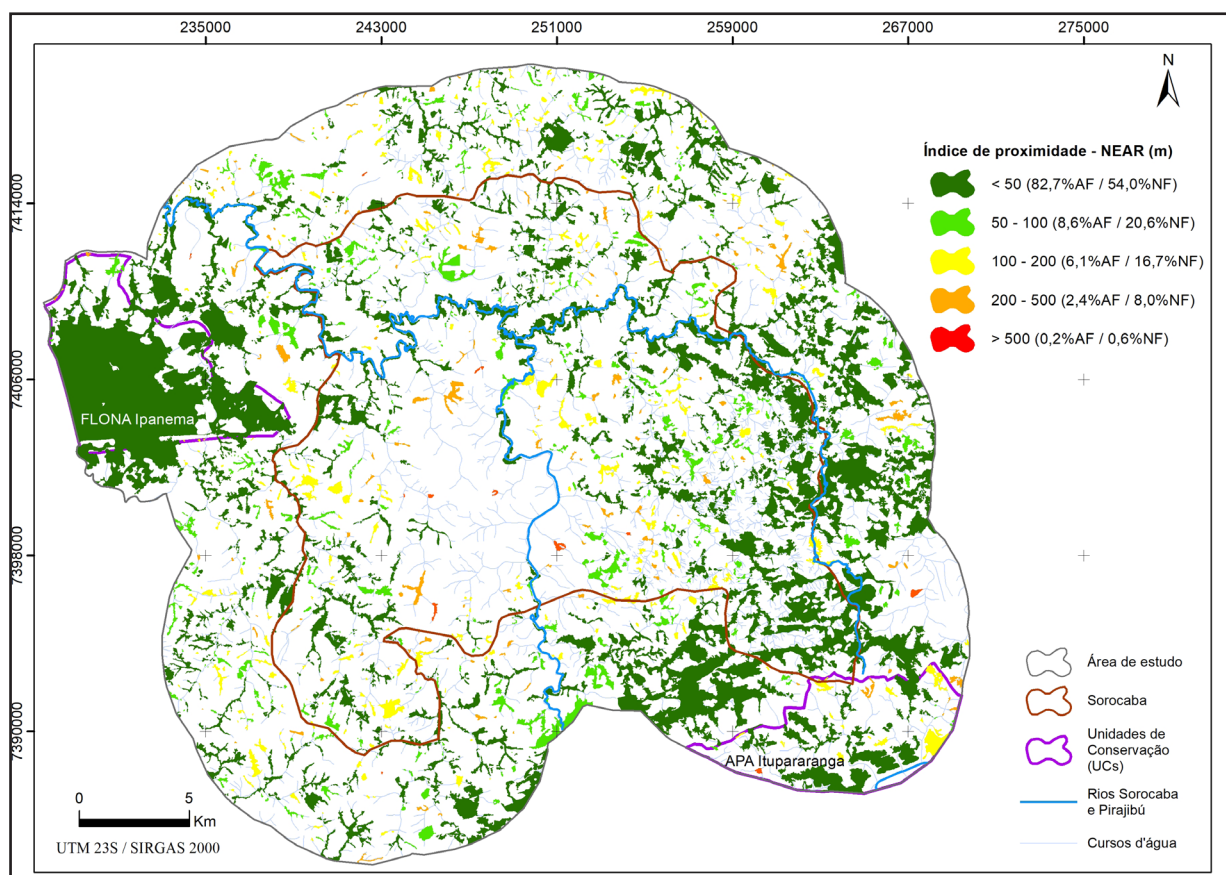 235000 243000 251000 259000 267000 275000
N
Índice de proximidade - NEAR (m)
< 50 (82,7%AF / 54,0%NF)
50 - 100 (8,6%AF / 20,6%NF)
100 - 200 (6,1%AF / 16,7%NF)
200 - 500 (2,4%AF / 8,0%NF)
> 500 (0,2%AF / 0,6%NF)
7414000
7406000
7398000
7390000
FLONA Ipanema
APA Itupararanga
Área de estudo
Sorocaba
Unidades de
Conservação
(UCs)
Rios Sorocaba
e Pirajibú
Cursos d'água
0 5
Km
UTM 23S / SIRGAS 2000